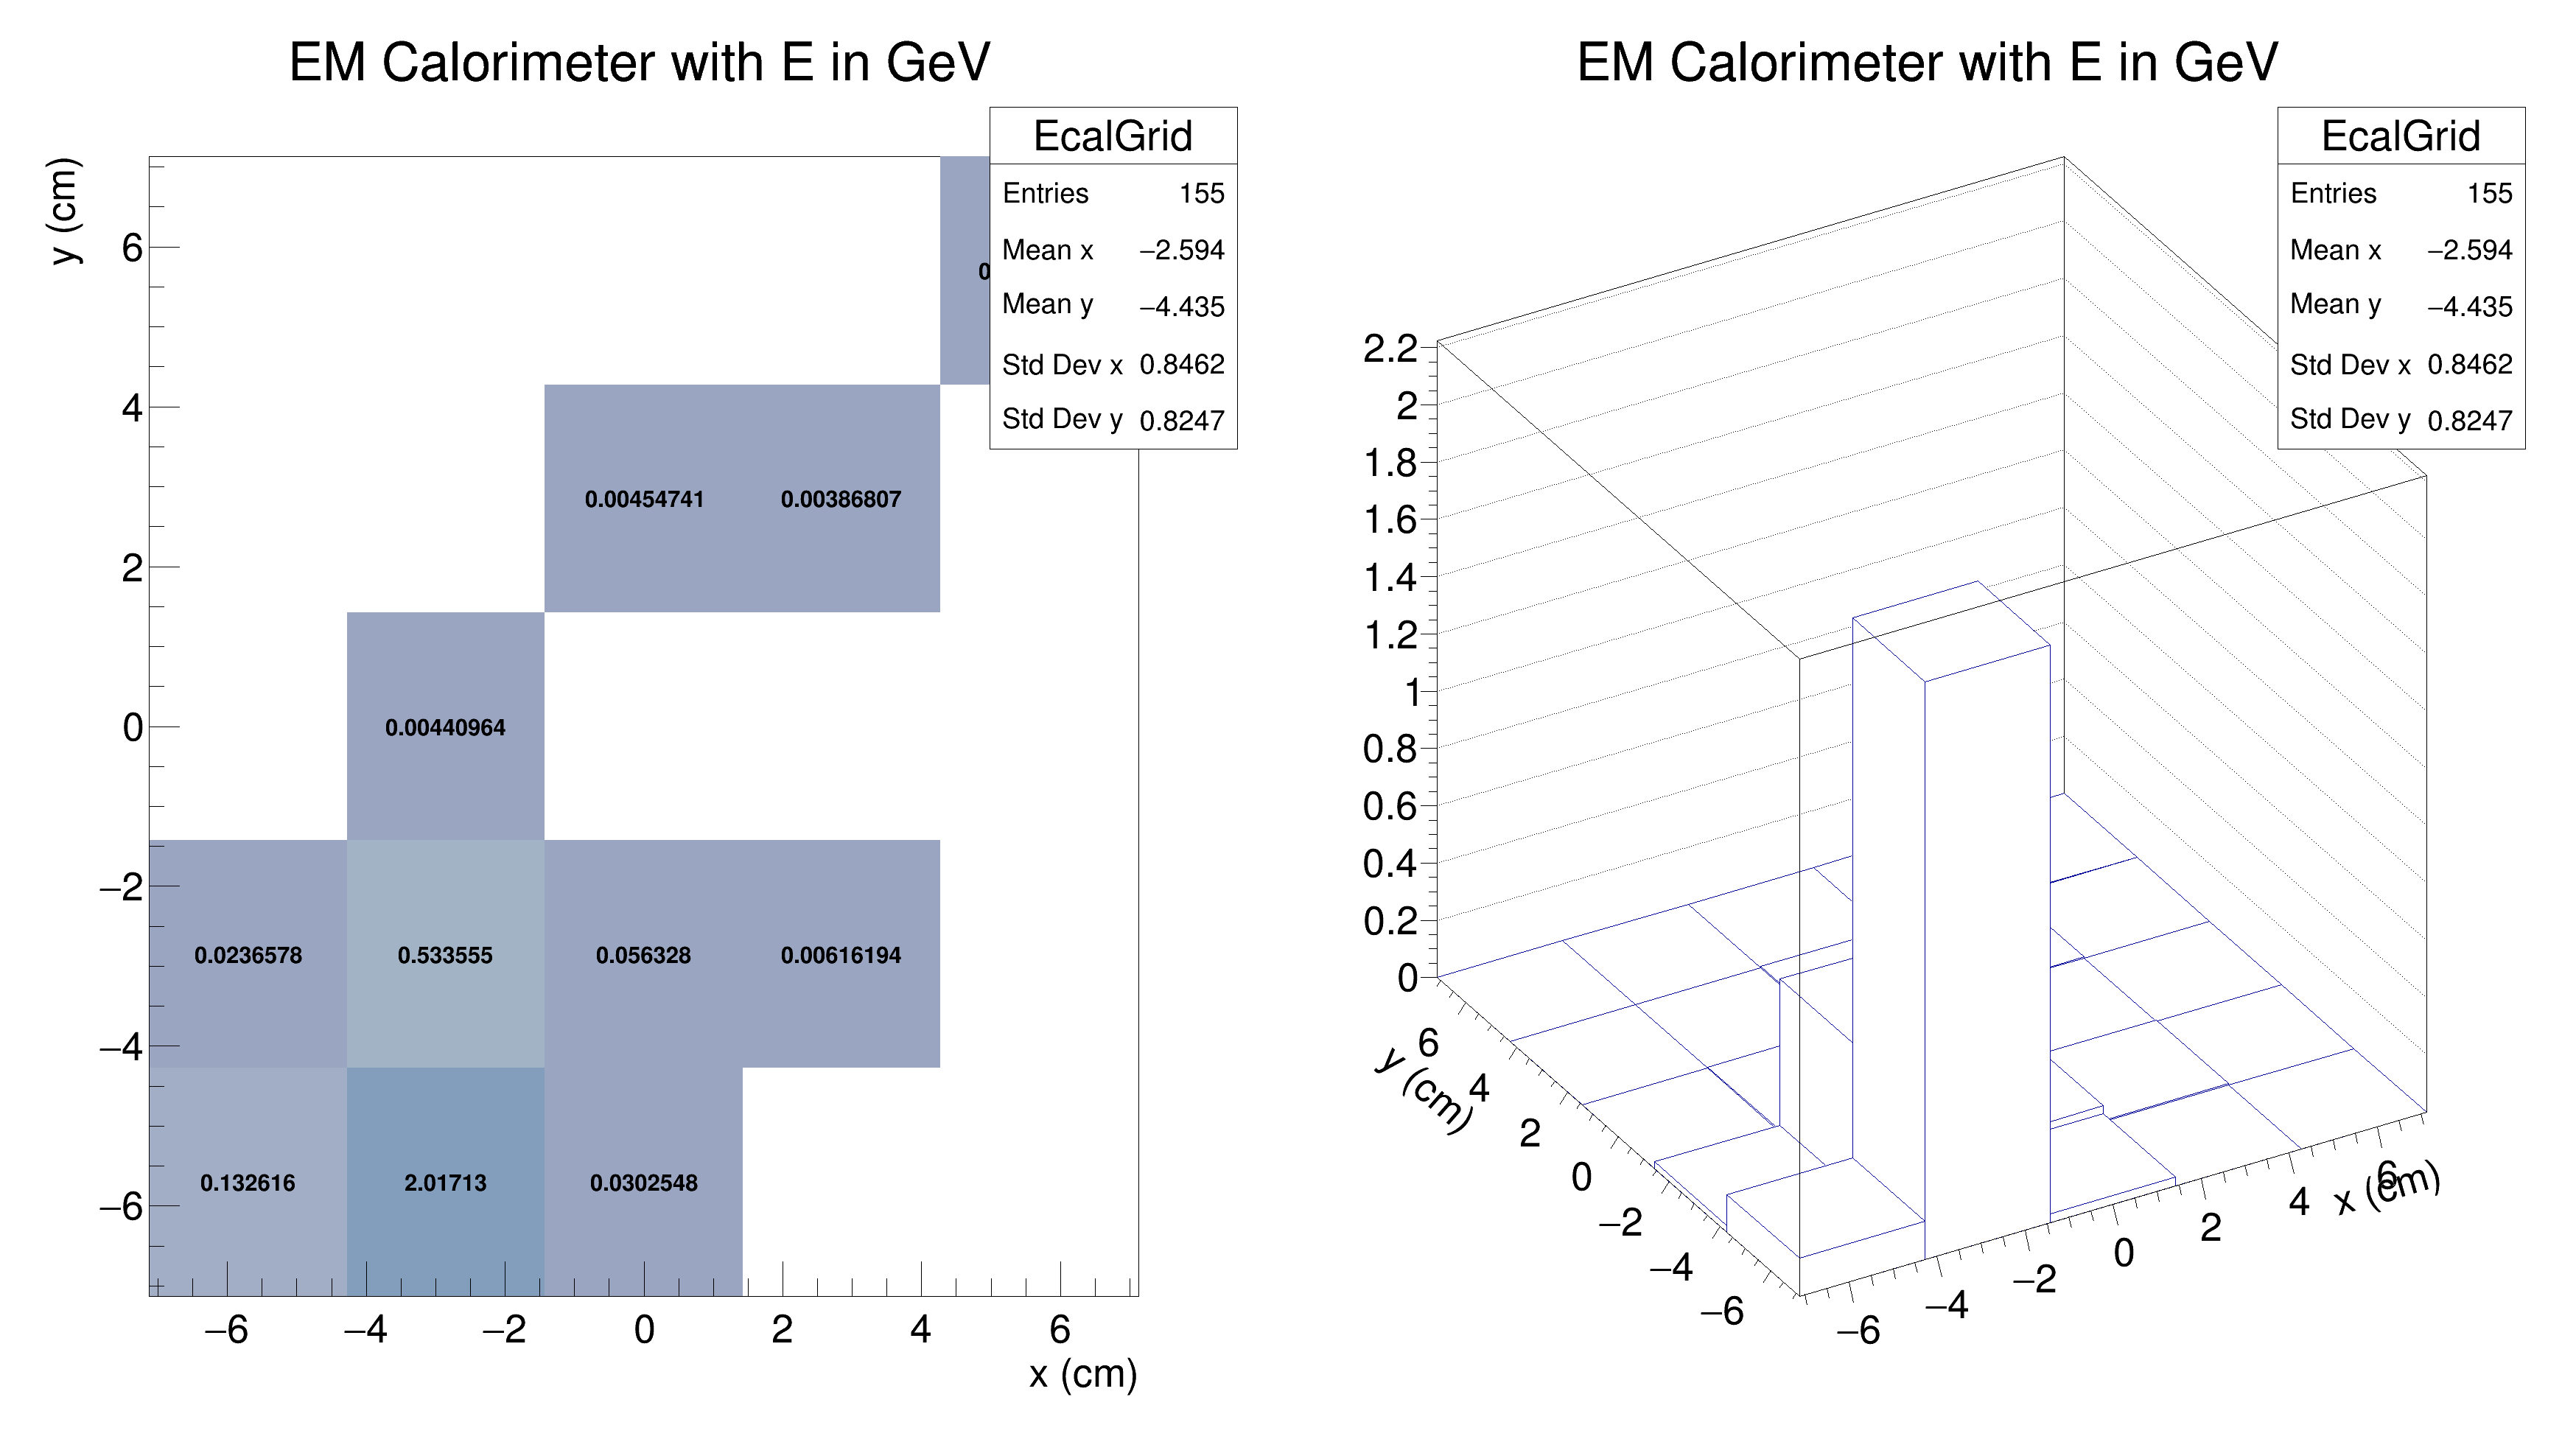 EM Calorimeter with E in GeV
EcalGrid
Entries 155
Mean x −2.594
Mean y −4.435
Std Dev x 0.8462
Std Dev y 0.8247
y (cm)
6
4
2
0
−2
−4
−6
0
0.00454741 0.00386807
0.00440964
0.0236578 0.533555 0.056328 0.00616194
0.132616 2.01713 0.0302548
−6 −4 −2 0 2 4 6
x (cm)
EM Calorimeter with E in GeV
EcalGrid
Entries 155
Mean x −2.594
Mean y −4.435
Std Dev x 0.8462
Std Dev y 0.8247
2.2
2
1.8
1.6
1.4
1.2
1
0.8
0.6
0.4
0.2
0
6
4
2
0
−2
−4
−6
y (cm)
−6
−4
−2
0
2
4
6
x (cm)